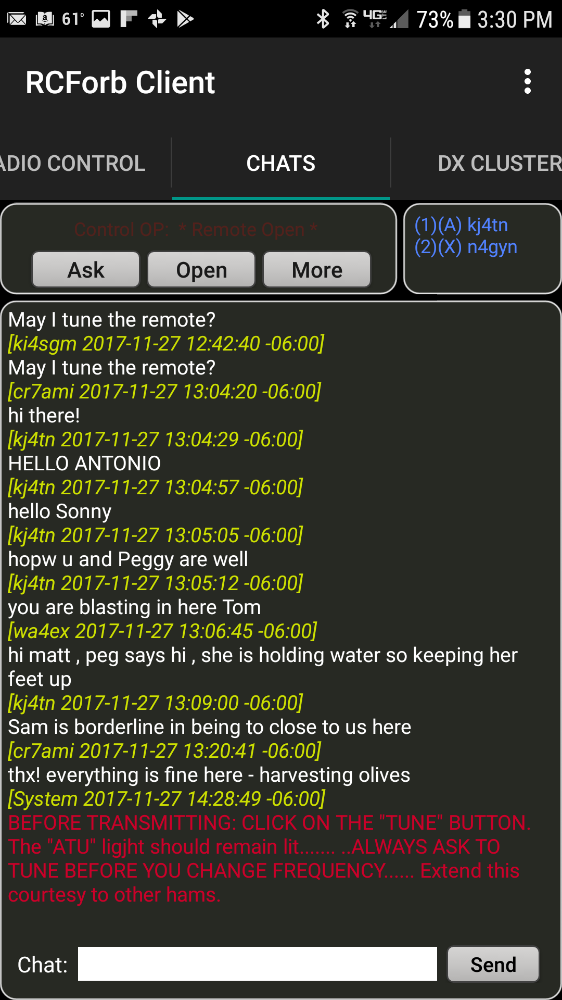 61°
4G LTE
73%
3:30 PM
RCForb Client
ADIO CONTROL
CHATS
DX CLUSTER
Control OP:  * Remote Open *
Ask
Open
More
(1)(A) kj4tn
(2)(X) n4gyn
May I tune the remote?
[ki4sgm 2017-11-27 12:42:40 -06:00]
May I tune the remote?
[cr7ami 2017-11-27 13:04:20 -06:00]
hi there!
[kj4tn 2017-11-27 13:04:29 -06:00]
HELLO ANTONIO
[kj4tn 2017-11-27 13:04:57 -06:00]
hello Sonny
[kj4tn 2017-11-27 13:05:05 -06:00]
hopw u and Peggy are well
[kj4tn 2017-11-27 13:05:12 -06:00]
you are blasting in here Tom
[wa4ex 2017-11-27 13:06:45 -06:00]
hi matt , peg says hi , she is holding water so keeping her
feet up
[kj4tn 2017-11-27 13:09:00 -06:00]
Sam is borderline in being to close to us here
[cr7ami 2017-11-27 13:20:41 -06:00]
thx! everything is fine here - harvesting olives
[System 2017-11-27 14:28:49 -06:00]
BEFORE TRANSMITTING: CLICK ON THE "TUNE" BUTTON.
The "ATU" ligjht should remain lit....... ..ALWAYS ASK TO
TUNE BEFORE YOU CHANGE FREQUENCY...... Extend this
courtesy to other hams.
Chat:
Send